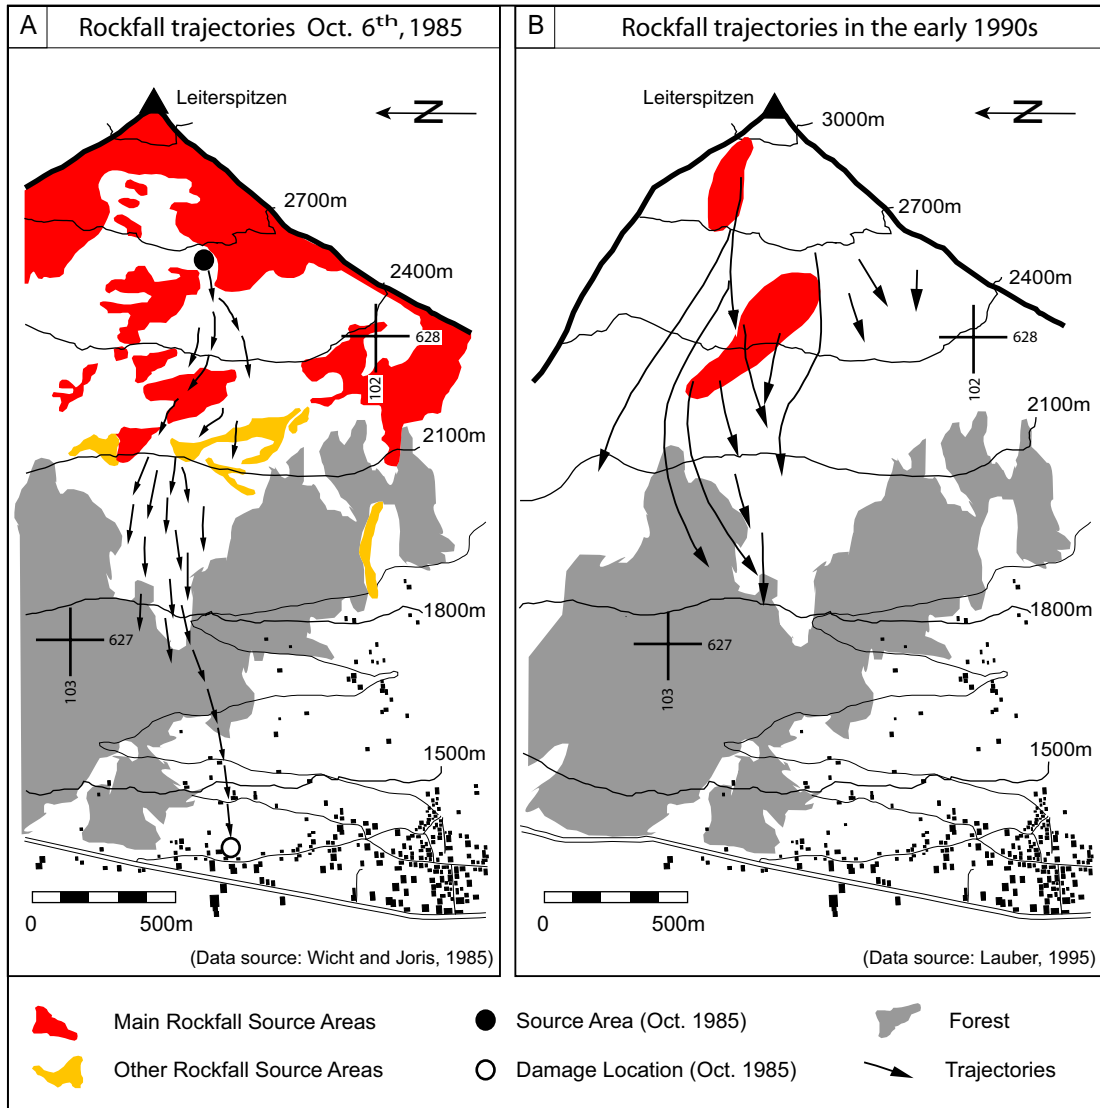 A
Rockfall trajectories Oct. 6th, 1985
Leiterspitzen
N
2700m
2400m
628
102
2100m
1800m
627
103
1500m
0
500m
(Data source: Wicht and Joris, 1985)
B
Rockfall trajectories in the early 1990s
Leiterspitzen
N
3000m
2700m
2400m
628
102
2100m
1800m
627
103
1500m
0
500m
(Data source: Lauber, 1995)
Main Rockfall Source Areas
Source Area (Oct. 1985)
Forest
Other Rockfall Source Areas
Damage Location (Oct. 1985)
Trajectories